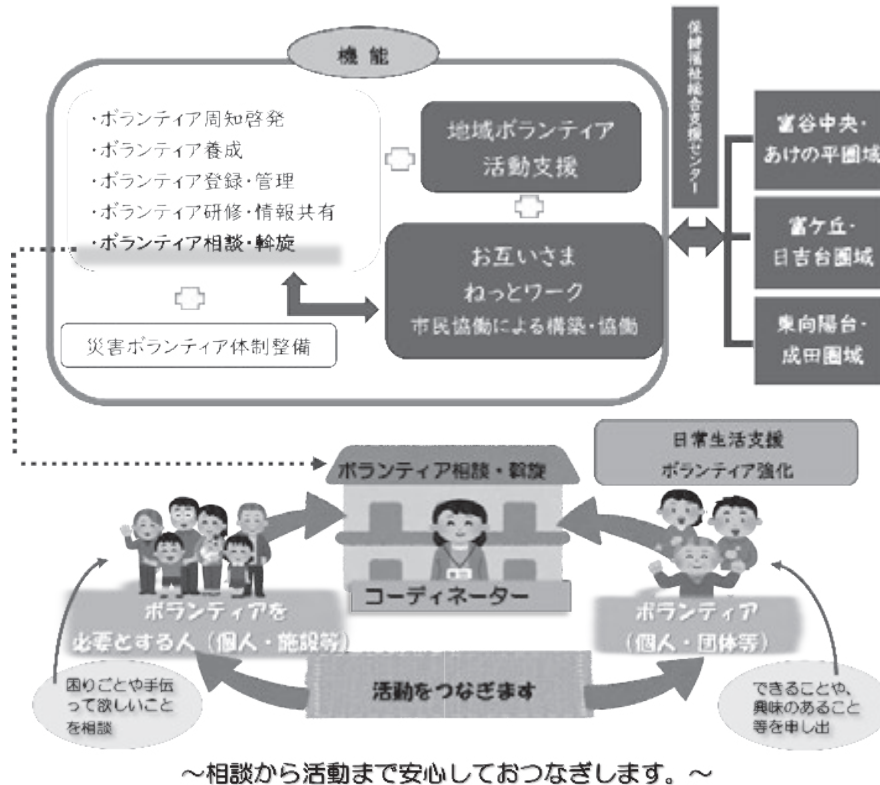 機 能
・ボランティア周知啓発
・ボランティア養成
・ボランティア登録・管理
・ボランティア研修・情報共有
・ボランティア相談・斡旋
災害ボランティア体制整備
地域ボランティア
活動支援
お互いさま
ねっとワーク
市民協働による構築・協働
保健福祉総合支援センター
富谷中央・
あけの平圏域
富ケ丘・
日吉台圏域
東向陽台・
成田圏域
日常生活支援
ボランティア強化
ボランティア相談・斡旋
コーディネーター
ボランティアを
必要とする人（個人・施設等）
ボランティア
（個人・団体等）
困りごとや手伝
って欲しいこと
を相談
活動をつなぎます
できることや、
興味のあること
等を申し出
～相談から活動まで安心しておつなぎします。～